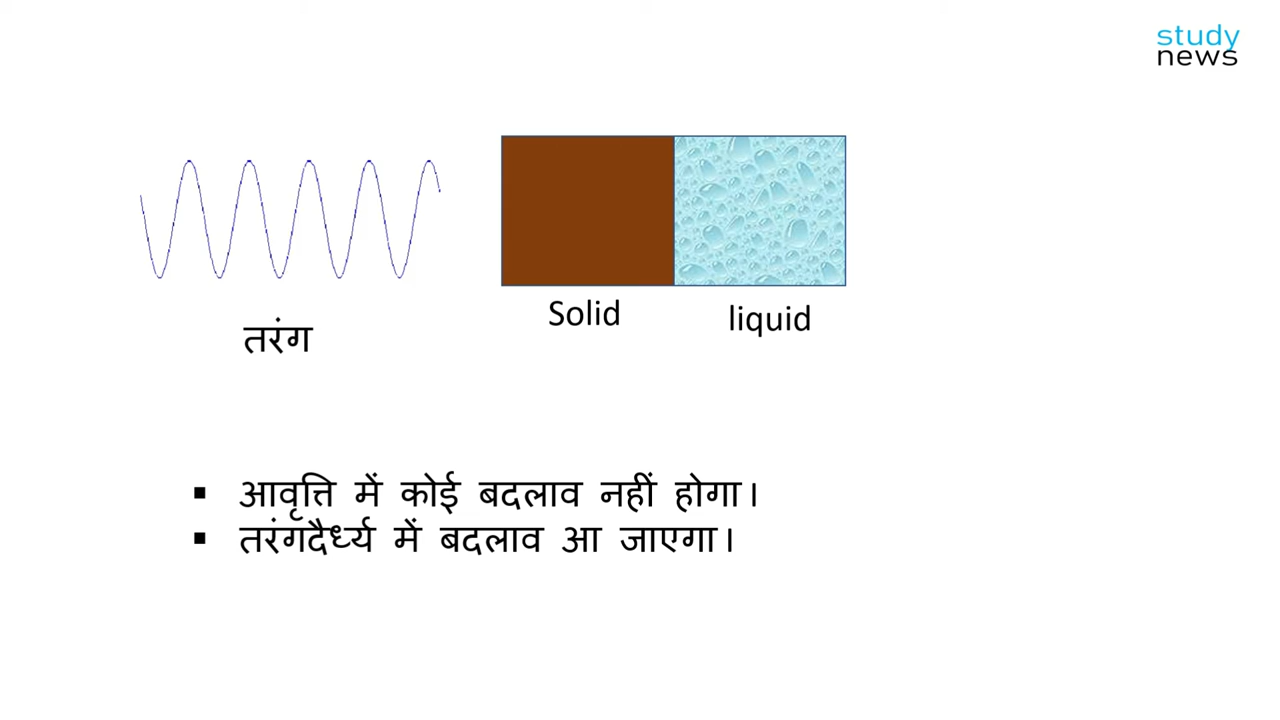 study
news
Solid
liquid
तरंग
▪ आवृत्ति में कोई बदलाव नहीं होगा।
▪ तरंगदैर्ध्य में बदलाव आ जाएगा।